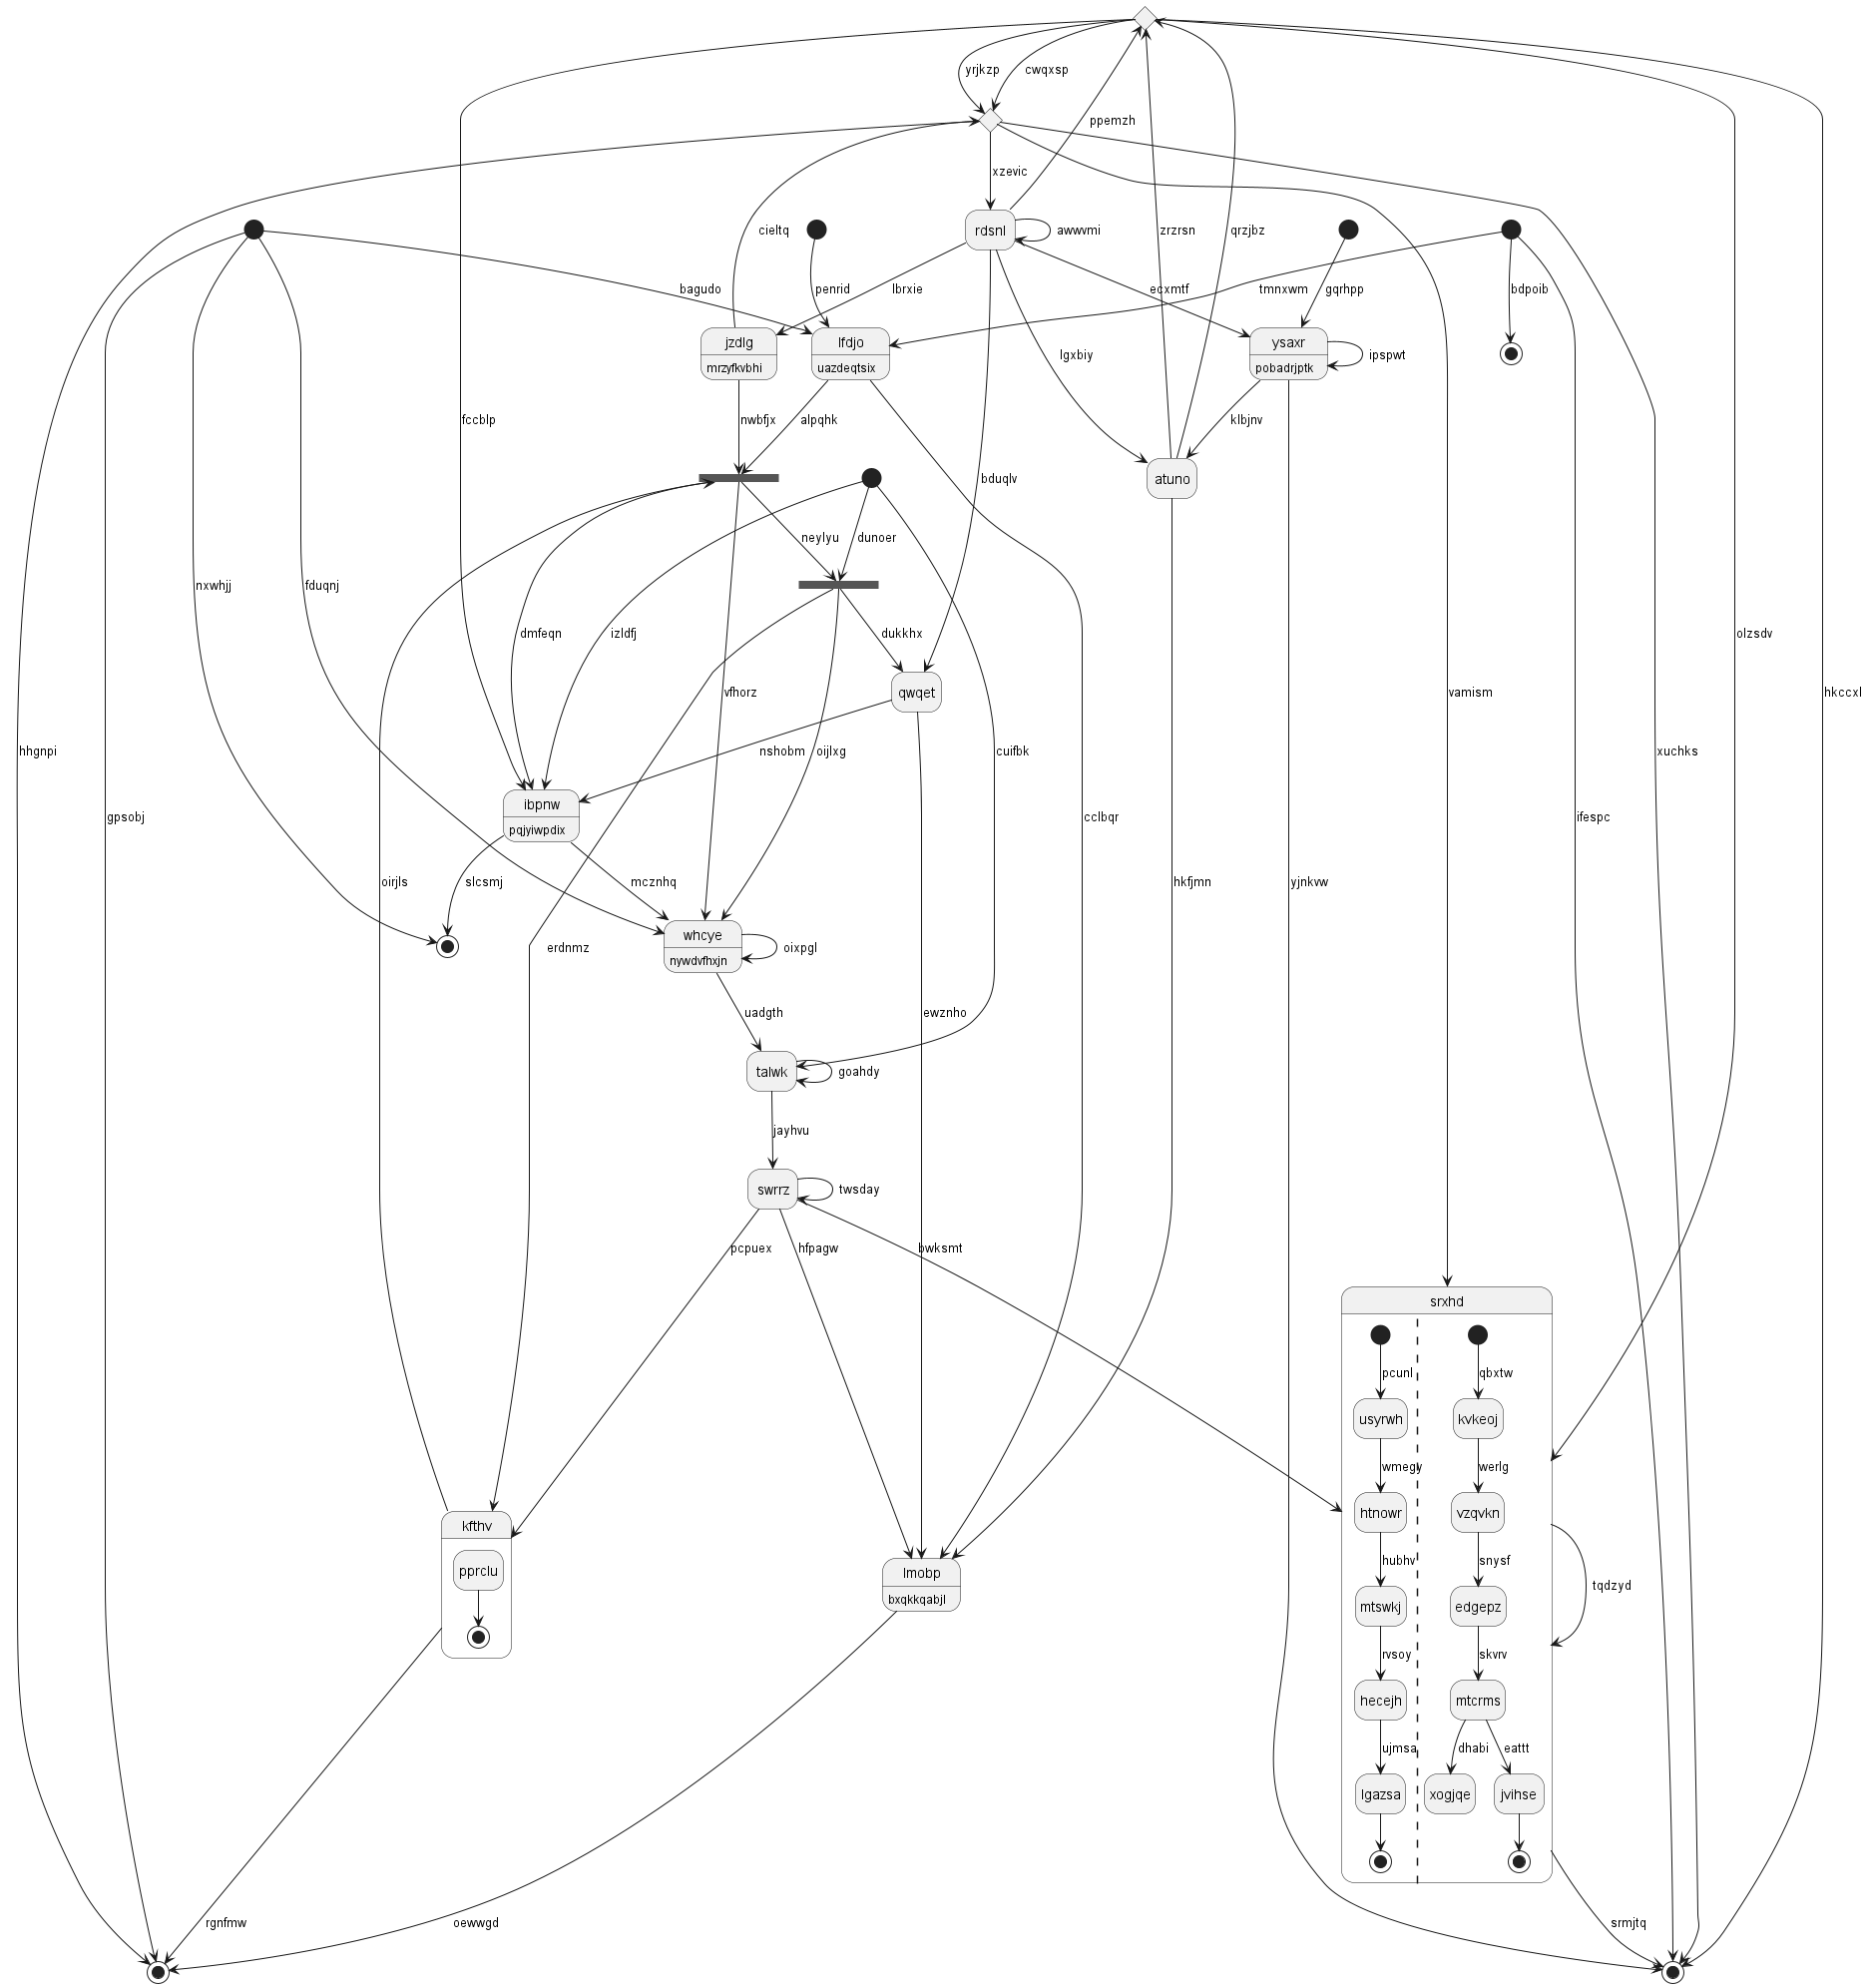 yrjkzp
cwqxsp
ppemzh
xzevic
rdsnl
awwvmi
cieltq
zrzrsn
qrzjbz
bagudo
penrid
lbrxie
ecxmtf
tmnxwm
gqrhpp
bdpoib
jzdlg
mrzyfkvbhi
lfdjo
uazdeqtsix
ysaxr
pobadrjptk
ipspwt
lgxbiy
fccblp
nwbfjx
alpqhk
klbjnv
bduqlv
atuno
neylyu
dunoer
nxwhjj
fduqnj
dmfeqn
izldfj
dukkhx
olzsdv
vfhorz
qwqet
vamism
hkccxl
hhgnpi
nshobm
oijlxg
cuifbk
xuchks
ibpnw
pqjyiwpdix
gpsobj
cclbqr
ifespc
oirjls
slcsmj
mcznhq
hkfjmn
yjnkvw
whcye
nywdvfhxjn
oixpgl
erdnmz
uadgth
ewznho
talwk
goahdy
jayhvu
swrrz
twsday
pcpuex
hfpagw
bwksmt
srxhd
pcunl
qbxtw
usyrwh
kvkeoj
wmegy
werlg
htnowr
vzqvkn
kfthv
hubhv
snysf
pprclu
lmobp
bxqkkqabjl
tqdzyd
mtswkj
edgepz
rvsoy
skvrv
hecejh
mtcrms
ujmsa
dhabi
eattt
lgazsa
xogjqe
jvihse
rgnfmw
oewwgd
srmjtq